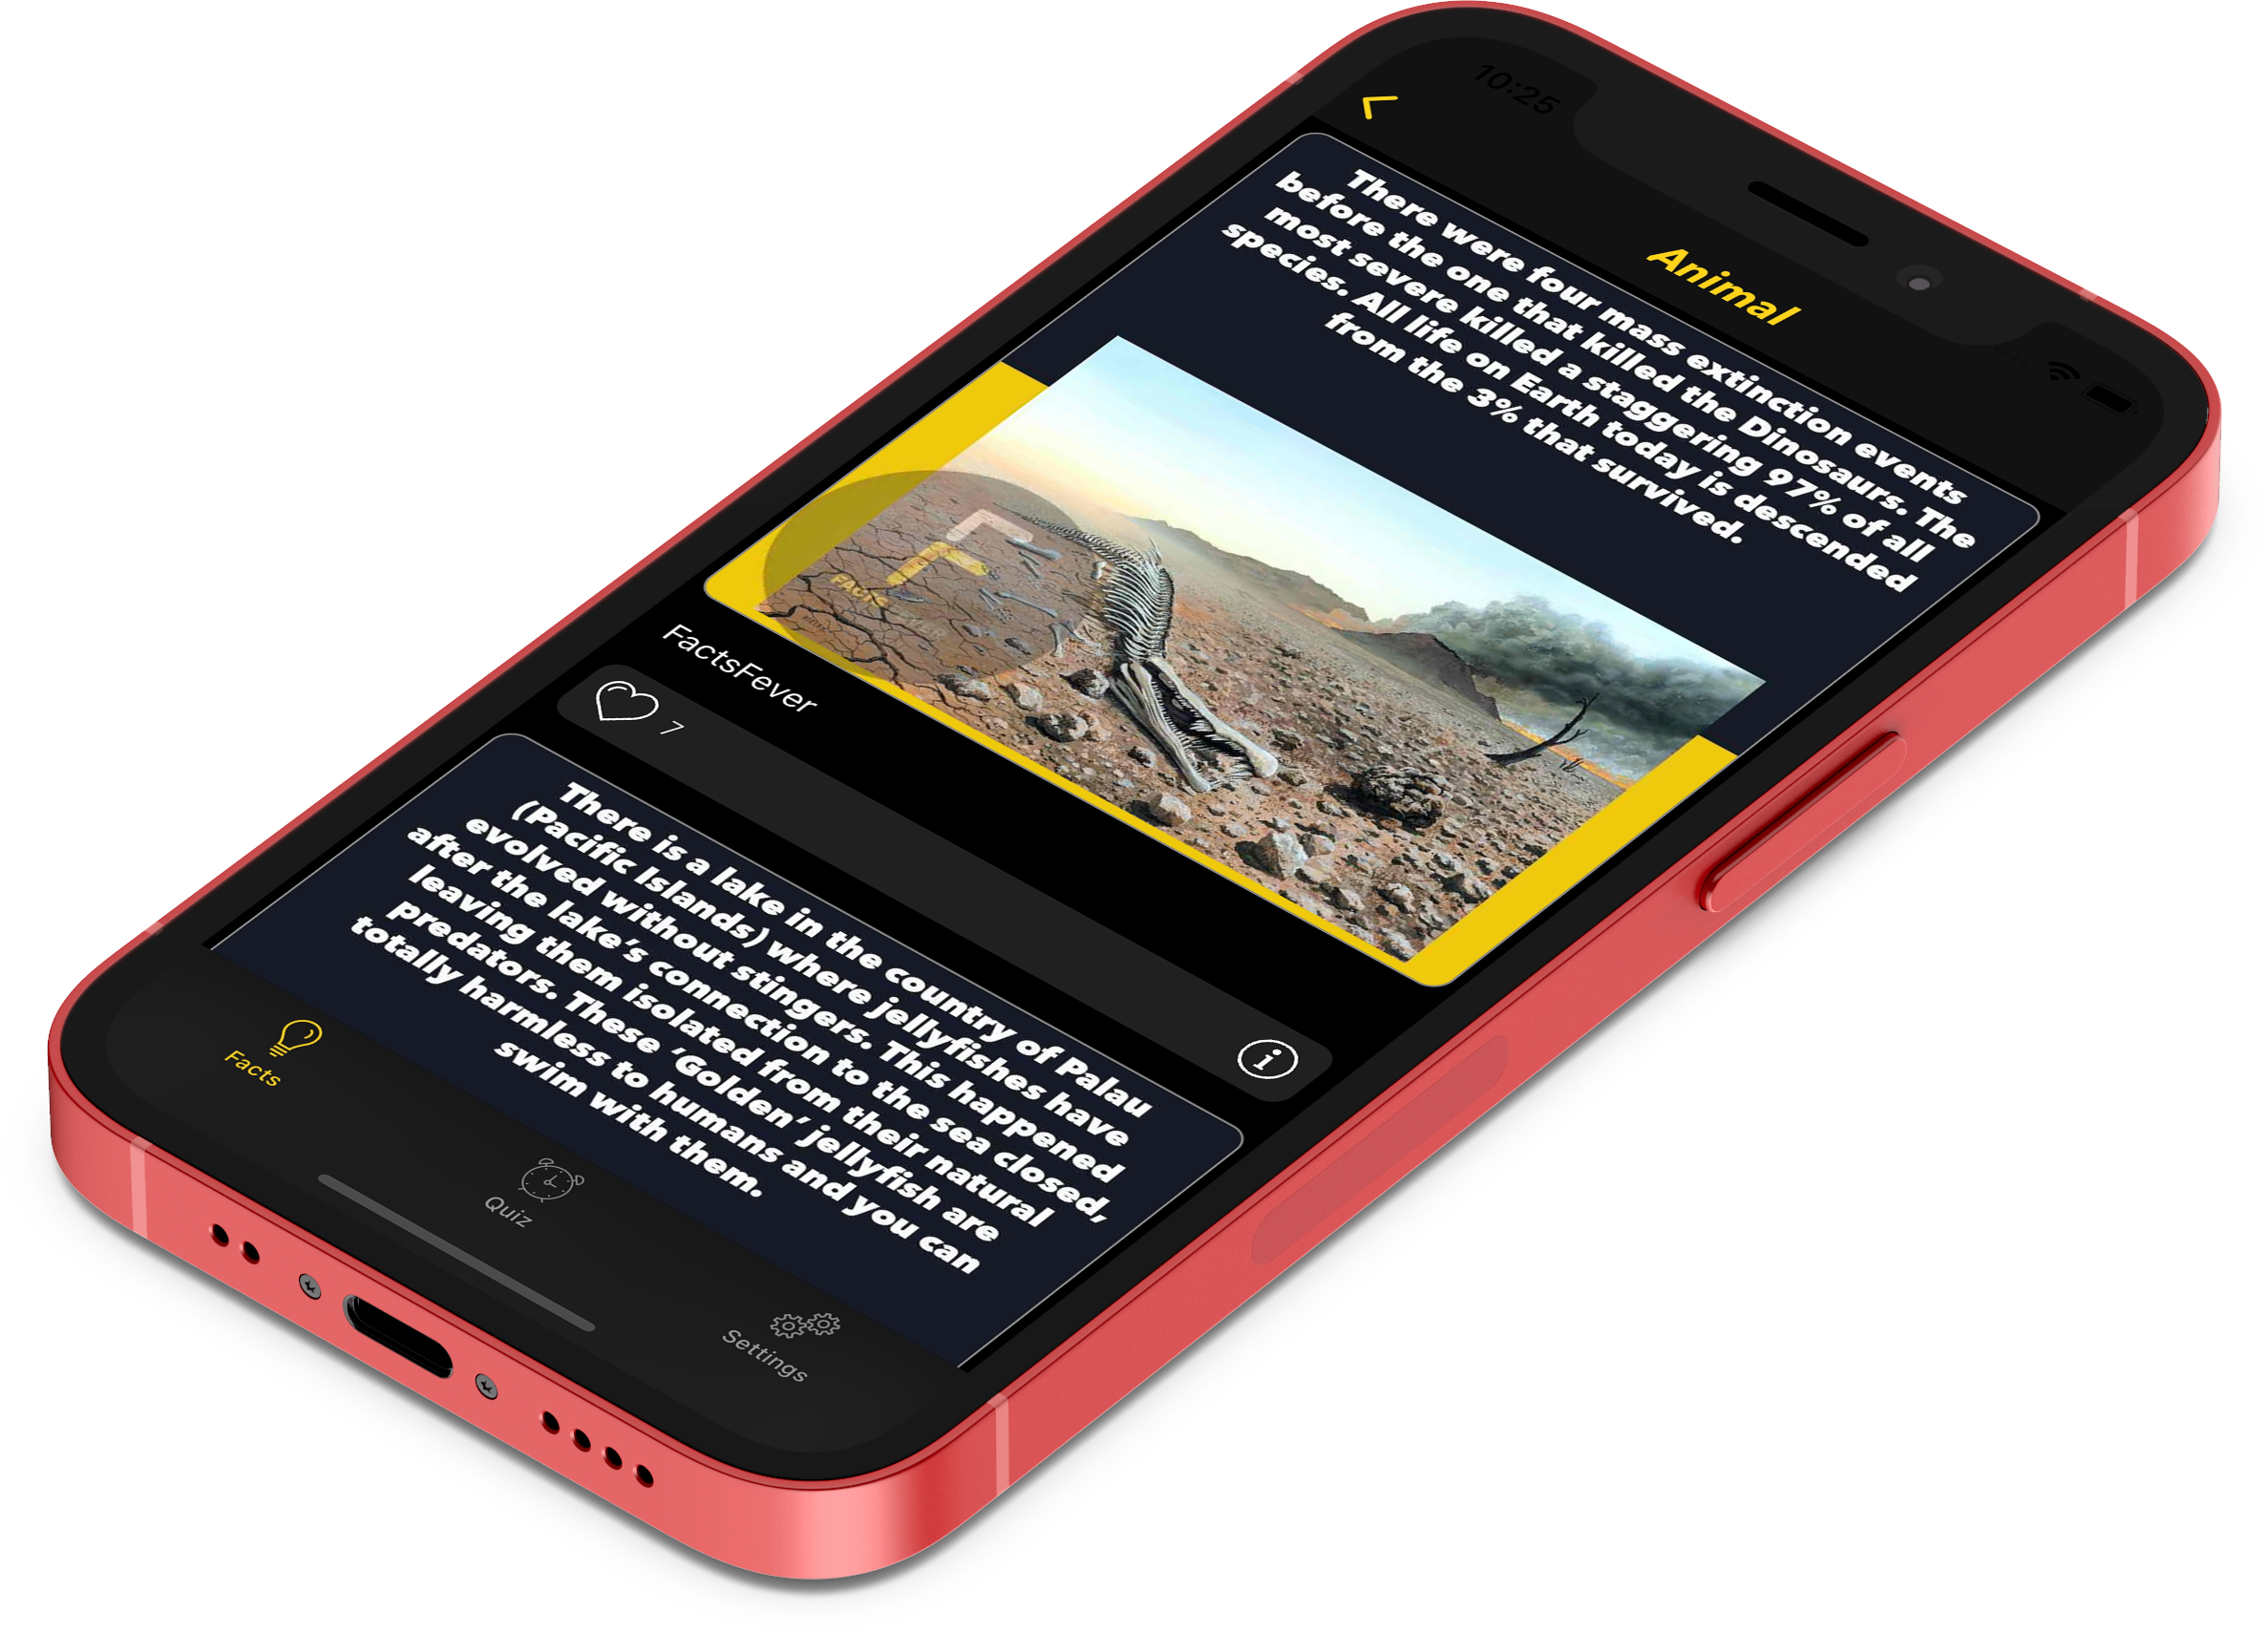 10:25
Animal
There were four mass extinction events
before the one that killed the Dinosaurs. The
most severe killed a staggering 97% of all
species. All life on Earth today is descended
from the 3% that survived.
FACTS
FactsFever
7
There is a lake in the country of Palau
(Pacific Islands) where jellyfishes have
evolved without stingers. This happened
after the lake's connection to the sea closed,
leaving them isolated from their natural
predators. These 'Golden' jellyfish are
totally harmless to humans and you can
swim with them.
Facts
Quiz
Settings